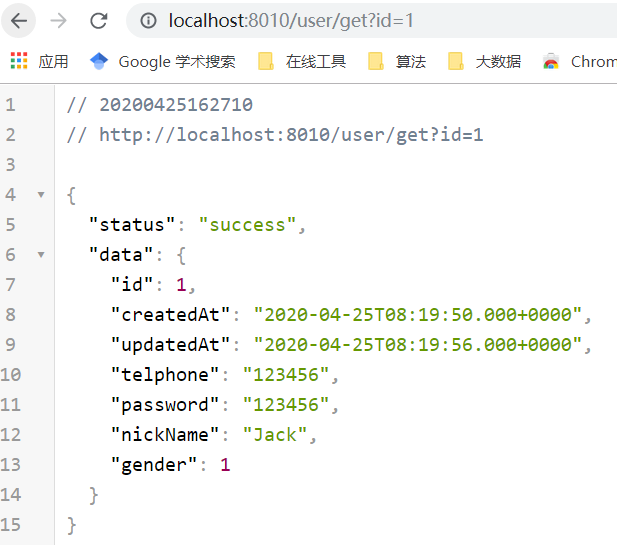 localhost:8010/user/get?id=1
应用 Google 学术搜索 在线工具 算法 大数据 Chrom
1 // 20200425162710
2 // http://localhost:8010/user/get?id=1
3
4 {
5 "status": "success",
6 "data": {
7 "id": 1,
8 "createdAt": "2020-04-25T08:19:50.000+0000",
9 "updatedAt": "2020-04-25T08:19:56.000+0000",
10 "telphone": "123456",
11 "password": "123456",
12 "nickName": "Jack",
13 "gender": 1
14 }
15 }